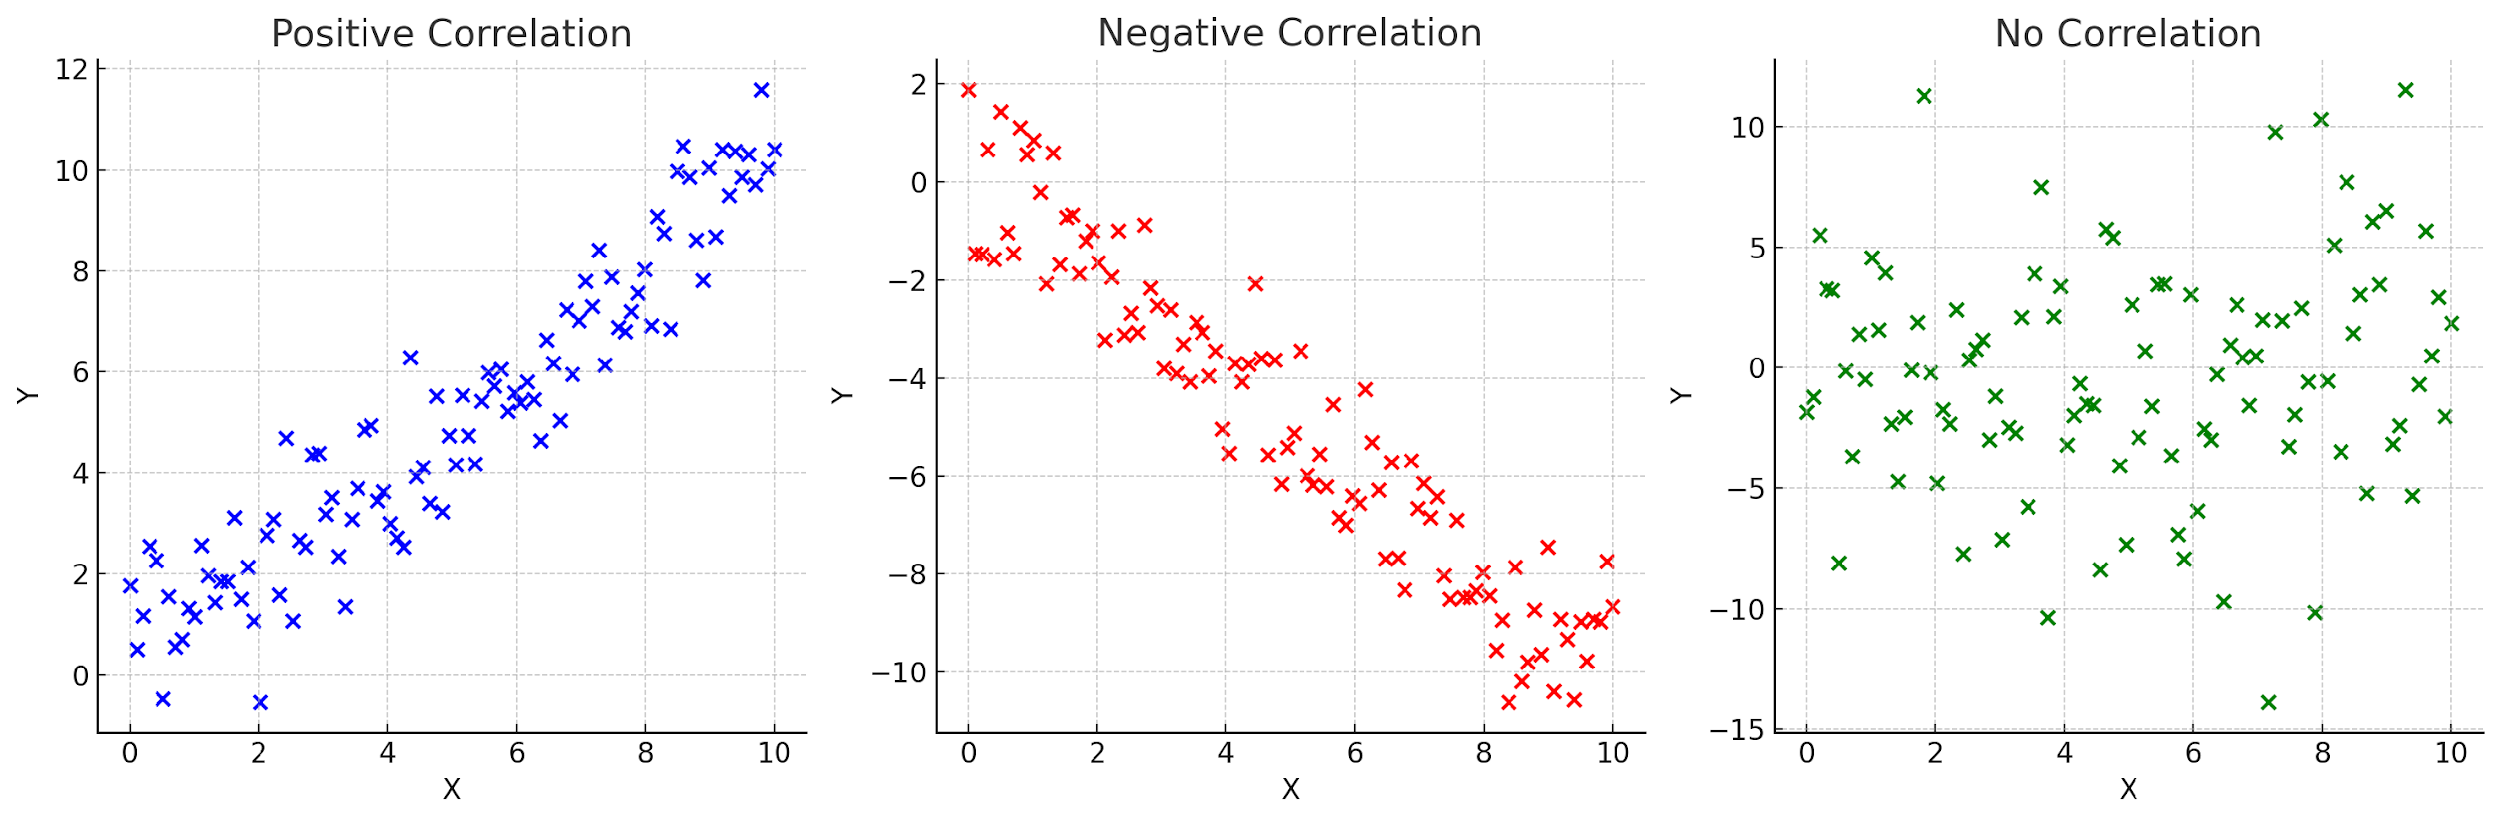 Positive Correlation
12
10
8
6
4
2
0
Y
0 2 4 6 8 10
X
Negative Correlation
2
0
−2
−4
−6
−8
−10
Y
0 2 4 6 8 10
X
No Correlation
10
5
0
−5
−10
−15
Y
0 2 4 6 8 10
X